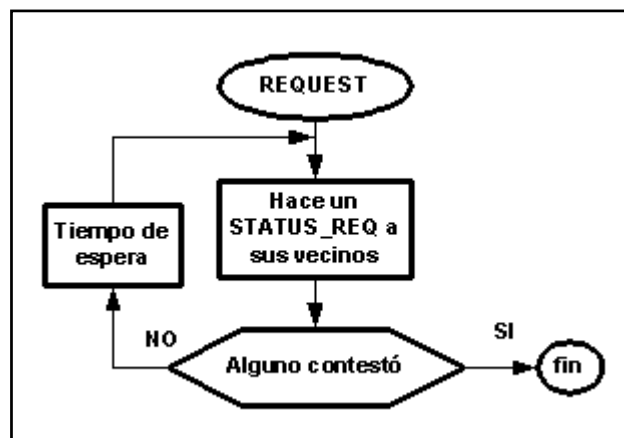 REQUEST
Hace un
STATUS_REQ a
sus vecinos
Tiempo de
espera
NO
Alguno contestó
SI
fin